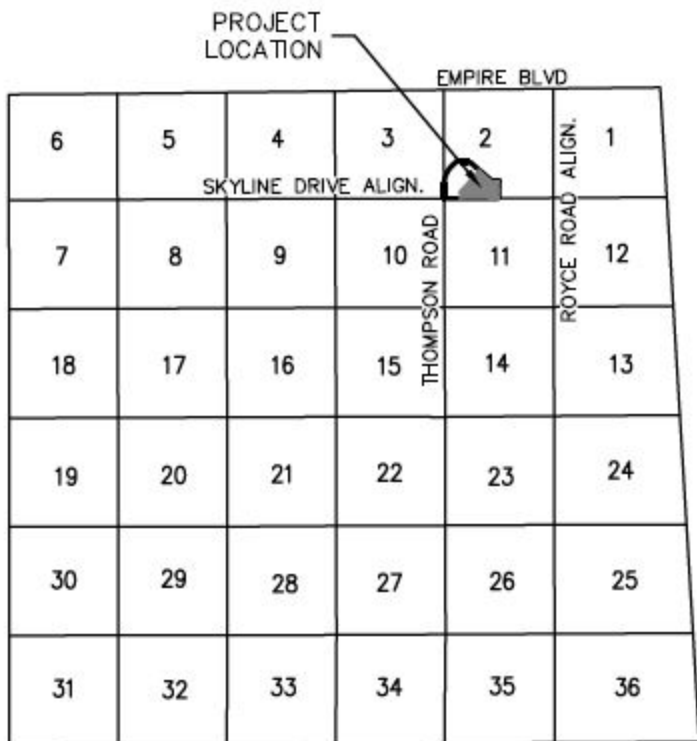 PROJECT
LOCATION
EMPIRE BLVD
6 5 4 3 2 1
SKYLINE DRIVE ALIGN.
ROYCE ROAD ALIGN.
THOMPSON ROAD
7 8 9 10 11 12
18 17 16 15 14 13
19 20 21 22 23 24
30 29 28 27 26 25
31 32 33 34 35 36